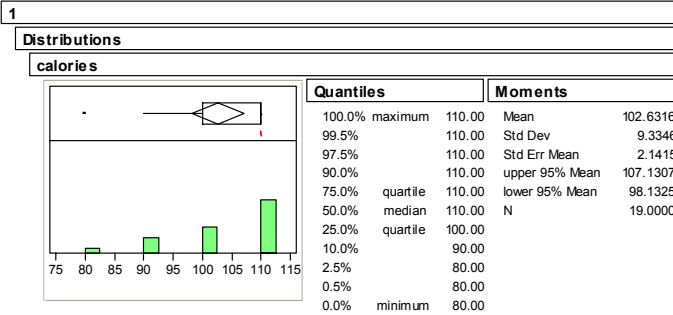 1
Distributions
calories
75 80 85 90 95 100 105 110 115
Quantiles
100.0% maximum 110.00
99.5% 110.00
97.5% 110.00
90.0% 110.00
75.0% quartile 110.00
50.0% median 110.00
25.0% quartile 100.00
10.0% 90.00
2.5% 80.00
0.5% 80.00
0.0% minimum 80.00
Moments
Mean 102.6316
Std Dev 9.3346
Std Err Mean 2.1415
upper 95% Mean 107.1307
lower 95% Mean 98.1325
N 19.0000